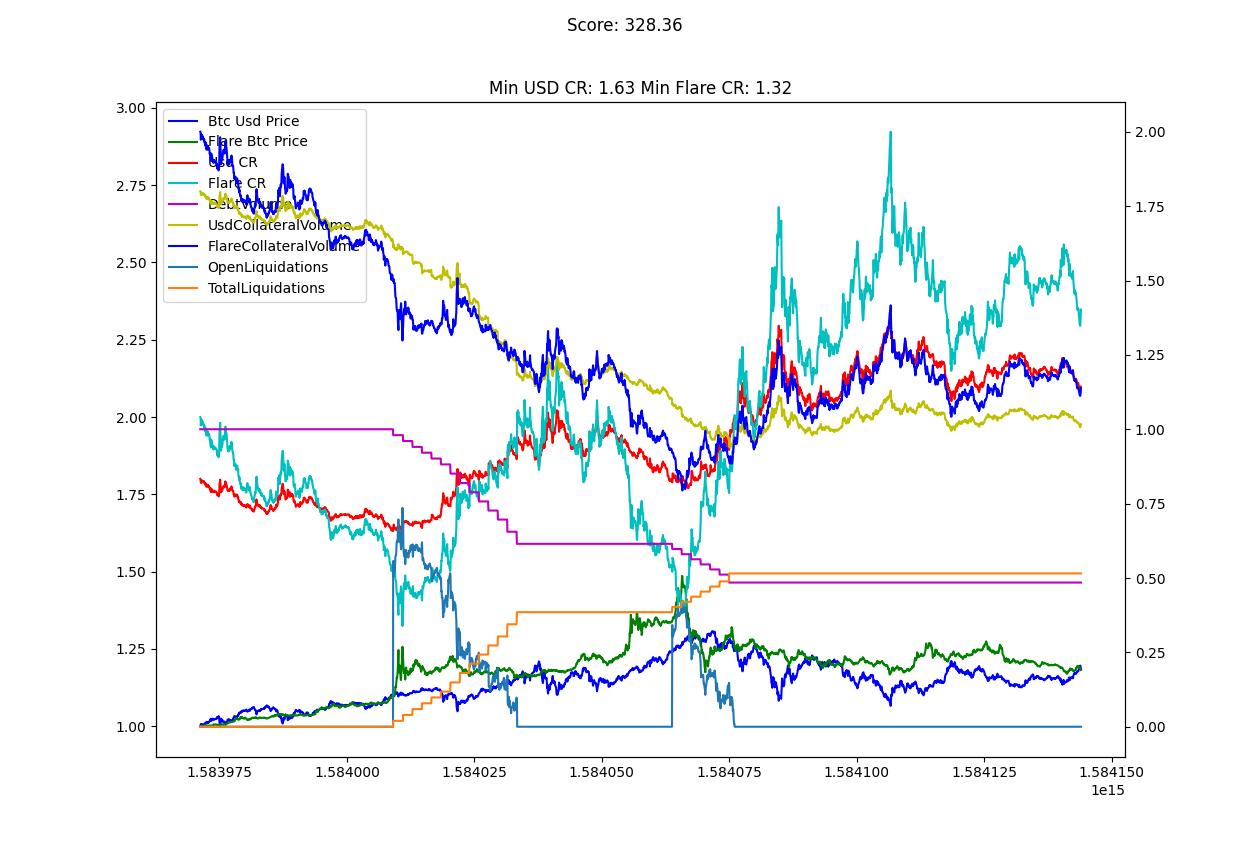 Score: 328.36
Min USD CR: 1.63 Min Flare CR: 1.32
Btc Usd Price
Flare Btc Price
Usd CR
Flare CR
DebtVolume
UsdCollateralVolume
FlareCollateralVolume
OpenLiquidations
TotalLiquidations
3.00
2.75
2.50
2.25
2.00
1.75
1.50
1.25
1.00
2.00
1.75
1.50
1.25
1.00
0.75
0.50
0.25
0.00
1.583975 1.584000 1.584025 1.584050 1.584075 1.584100 1.584125 1.584150
1e15